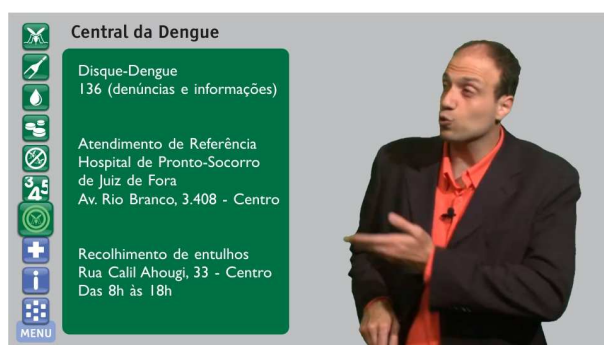 Central da Dengue
Disque-Dengue
136 (denúncias e informações)
Atendimento de Referência
Hospital de Pronto-Socorro
de Juiz de Fora
Av. Rio Branco, 3.408 - Centro
Recolhimento de entulhos
Rua Calil Ahougi, 33 - Centro
Das 8h às 18h
345
i
MENU